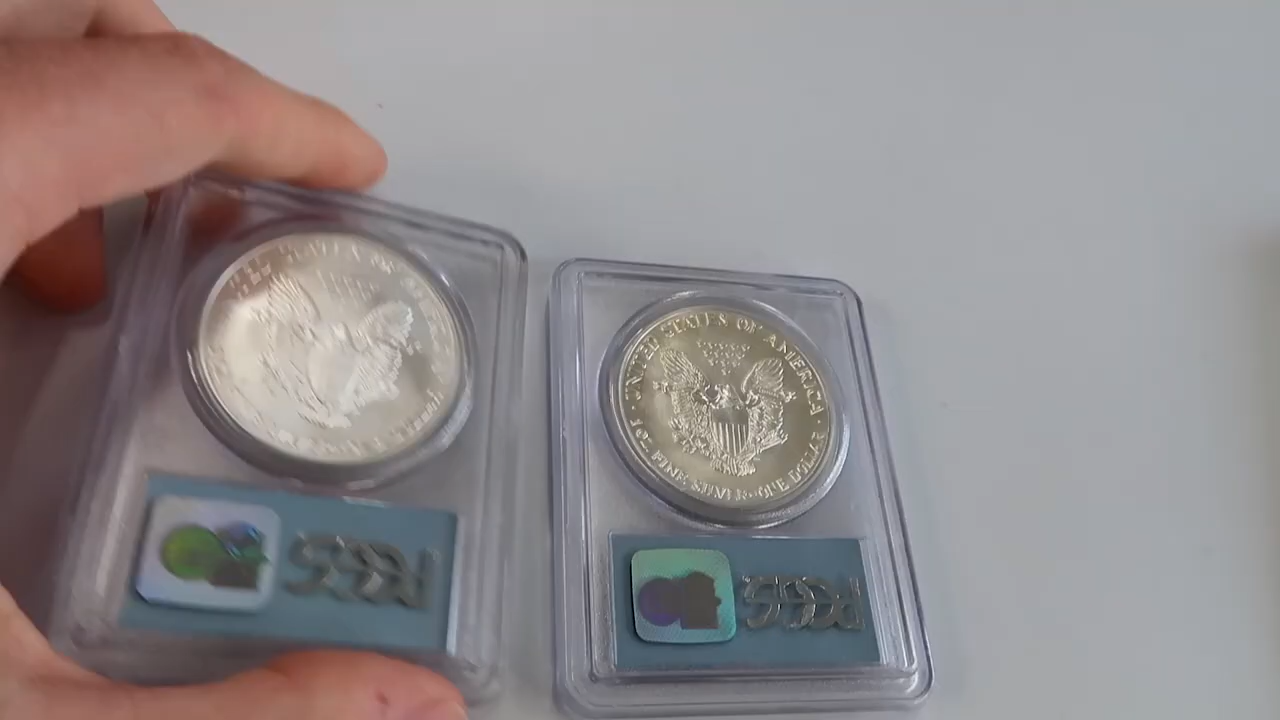 UNITED STATES OF AMERICA
1 OZ. FINE SILVER~ONE DOLLAR
PCGS
PCGS